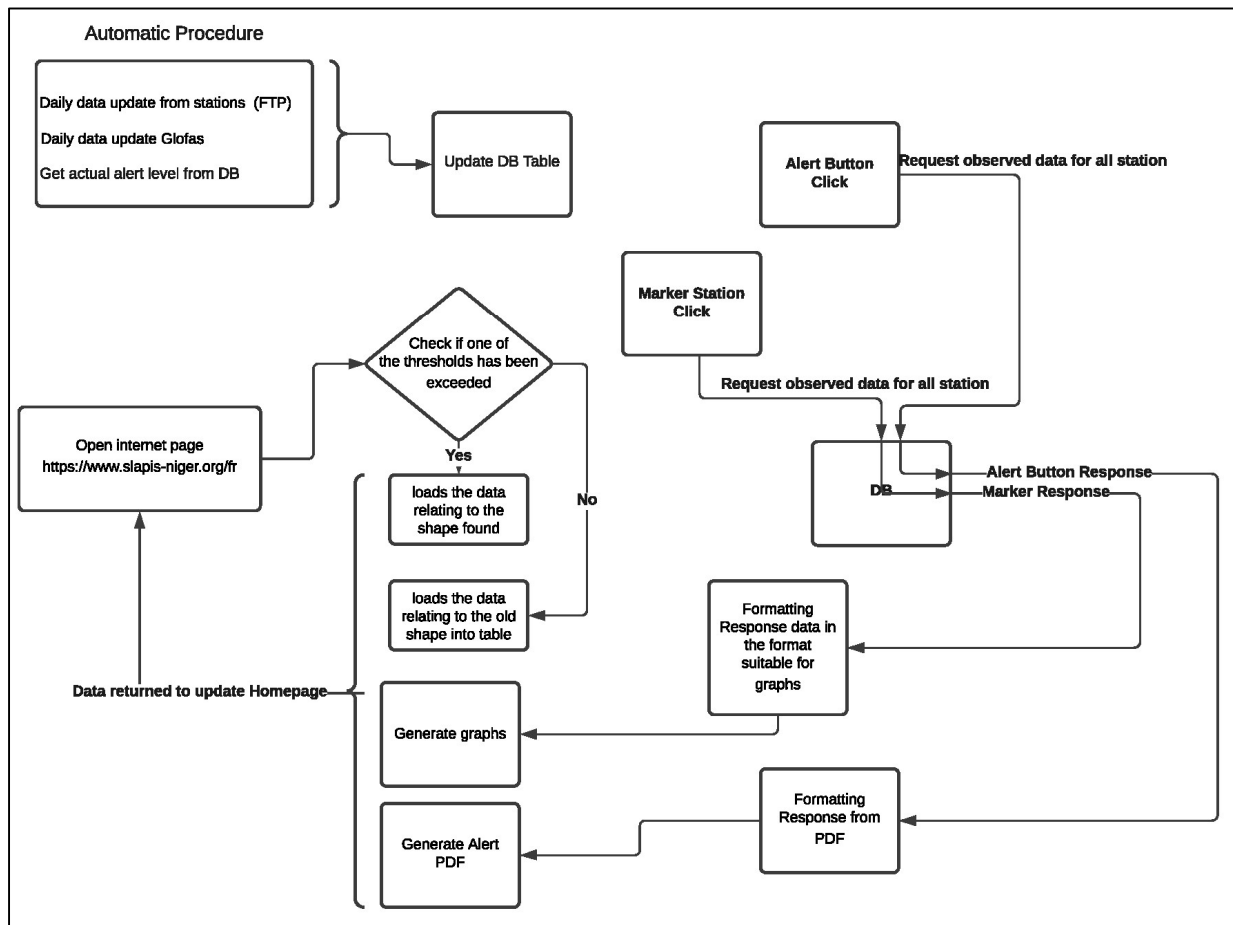 Automatic Procedure
Daily data update from stations (FTP)
Daily data update Glofas
Get actual alert level from DB
Update DB Table
Alert Button
Click
Request observed data for all station
Marker Station
Click
Request observed data for all station
Check if one of
the thresholds has been
exceeded
Open internet page
https://www.slapis-niger.org/fr
Yes
No
loads the data
relating to the
shape found
loads the data
relating to the old
shape into table
DB
Alert Button Response
Marker Response
Formatting
Response data in
the format
suitable for
graphs
Data returned to update Homepage
Generate graphs
Formatting
Response from
PDF
Generate Alert
PDF